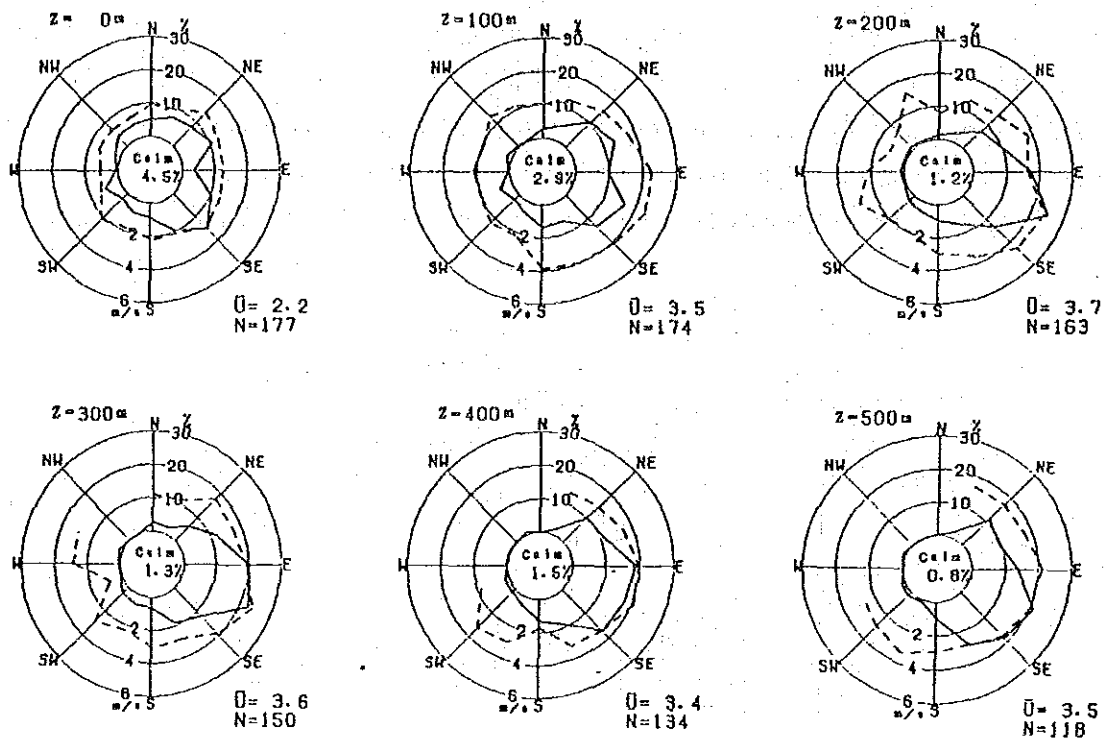 Z= 0m
N
%
30
NW
NE
20
10
W
Calm
4.5%
E
2
SW
4
SE
6
m/s
S
Ū= 2.2
N=177
Z=100m
N
%
30
NW
NE
20
10
W
Calm
2.9%
E
2
SW
4
SE
6
m/s
S
Ū= 3.5
N=174
Z=200m
N
%
30
NW
NE
20
10
W
Calm
1.2%
E
2
SW
4
SE
6
m/s
S
Ū= 3.7
N=163
Z=300m
N
%
30
NW
NE
20
10
W
Calm
1.3%
E
2
SW
4
SE
6
m/s
S
Ū= 3.6
N=150
Z=400m
N
%
30
NW
NE
20
10
W
Calm
1.5%
E
2
SW
4
SE
6
m/s
S
Ū= 3.4
N=134
Z=500m
N
%
30
NW
NE
20
10
W
Calm
0.8%
E
2
SW
4
SE
6
m/s
S
Ū= 3.5
N=118